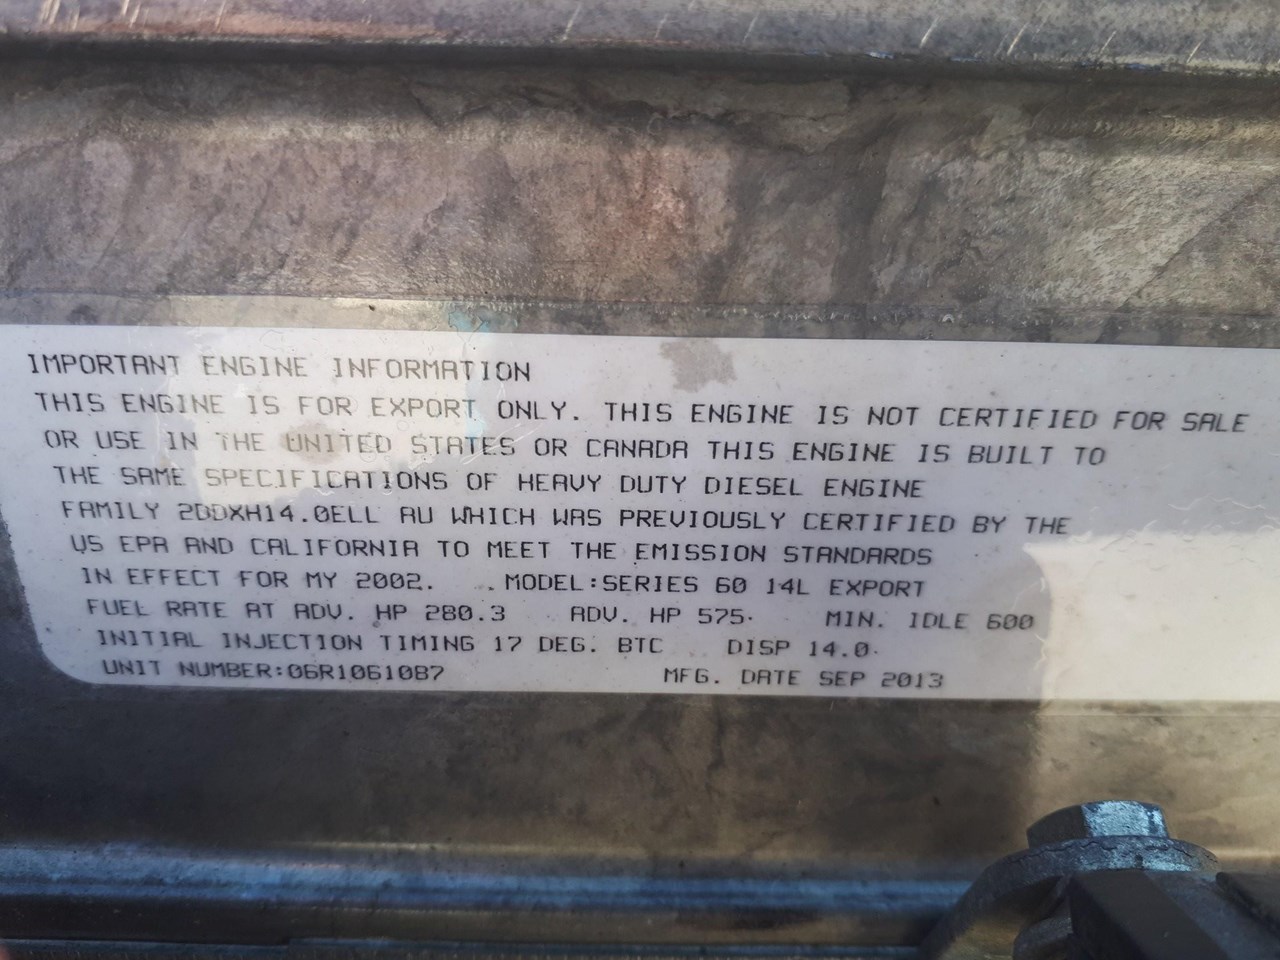 IMPORTANT ENGINE INFORMATION
THIS ENGINE IS FOR EXPORT ONLY. THIS ENGINE IS NOT CERTIFIED FOR SALE
OR USE IN THE UNITED STATES OR CANADA THIS ENGINE IS BUILT TO
THE SAME SPECIFICATIONS OF HEAVY DUTY DIESEL ENGINE
FAMILY 2DDXH14.0ELL AU WHICH WAS PREVIOUSLY CERTIFIED BY THE
US EPA AND CALIFORNIA TO MEET THE EMISSION STANDARDS
IN EFFECT FOR MY 2002. MODEL:SERIES 60 14L EXPORT
FUEL RATE AT ADV. HP 280.3 ADV. HP 575 MIN. IDLE 600
INITIAL INJECTION TIMING 17 DEG. BTC DISP 14.0
UNIT NUMBER:06R1061087 MFG. DATE SEP 2013